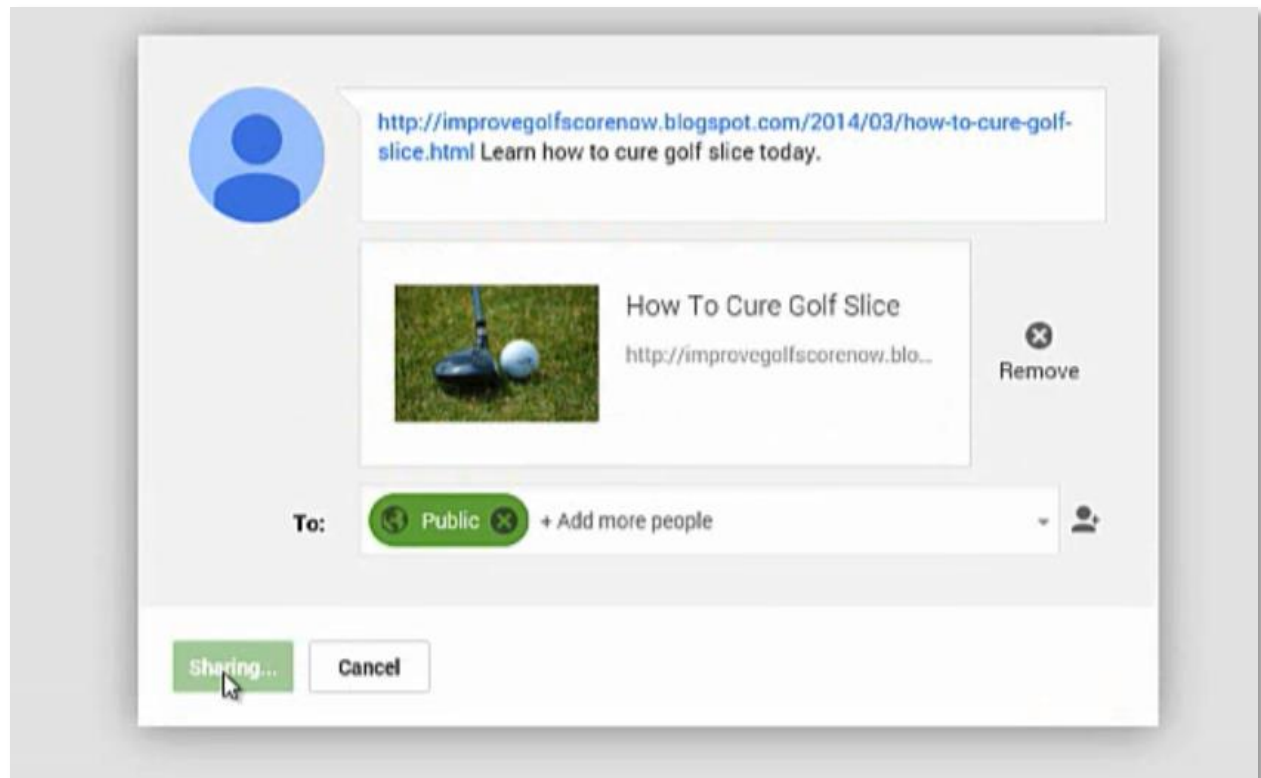 http://improvegolfscorenow.blogspot.com/2014/03/how-to-cure-golf-
slice.html Learn how to cure golf slice today.
How To Cure Golf Slice
http://improvegolfscorenow.blo...
Remove
To:
Public
+ Add more people
Sharing...
Cancel